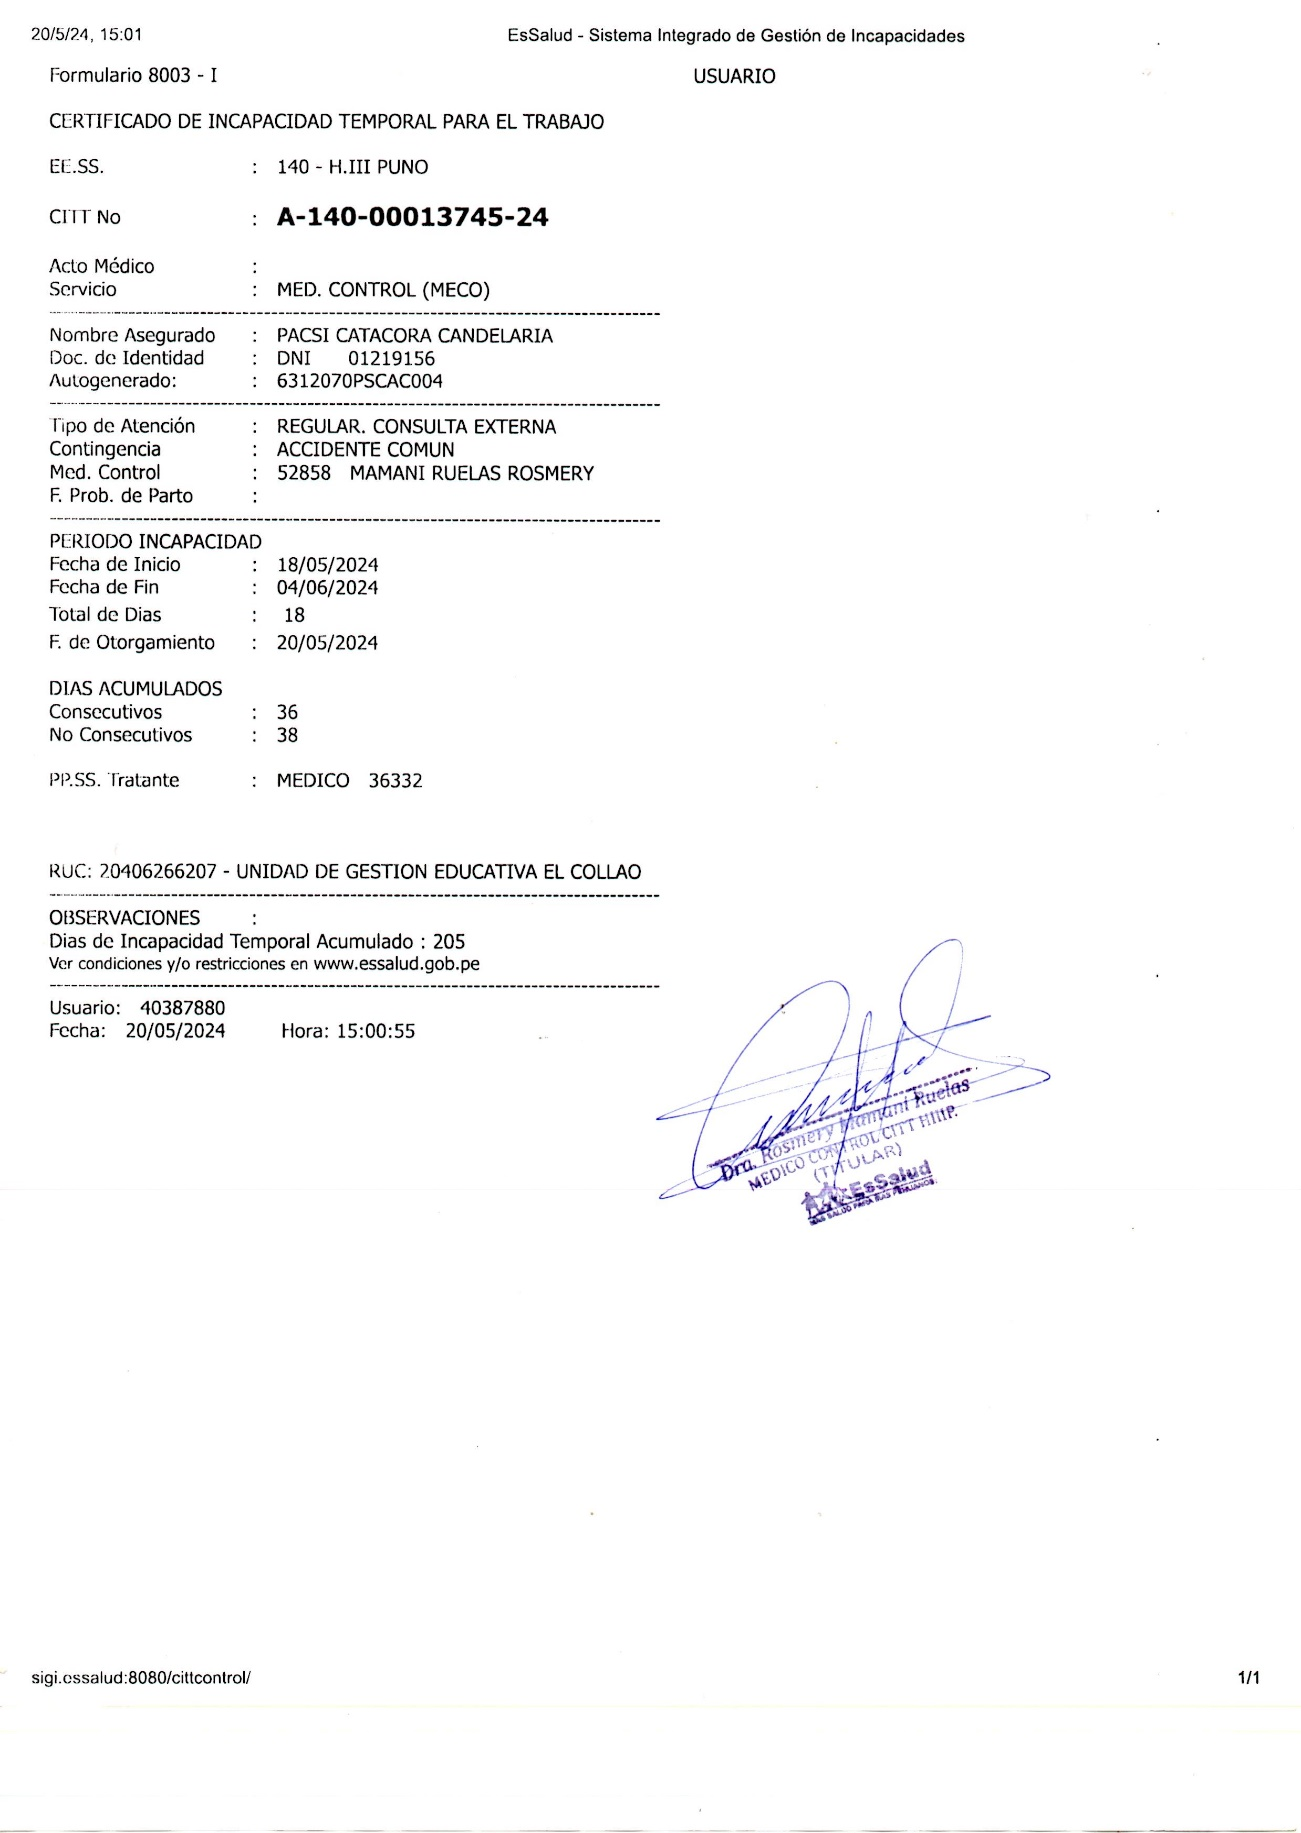 20/5/24, 15:01 EsSalud - Sistema Integrado de Gestión de Incapacidades
Formulario 8003 - I USUARIO
CERTIFICADO DE INCAPACIDAD TEMPORAL PARA EL TRABAJO
EE.SS. : 140 - H.III PUNO
CITT No : A-140-00013745-24
Acto Médico :
Servicio : MED. CONTROL (MECO)
Nombre Asegurado : PACSI CATACORA CANDELARIA
Doc. de Identidad : DNI 01219156
Autogenerado: : 6312070PSCAC004
Tipo de Atención : REGULAR. CONSULTA EXTERNA
Contingencia : ACCIDENTE COMUN
Med. Control : 52858 MAMANI RUELAS ROSMERY
F. Prob. de Parto :
PERIODO INCAPACIDAD
Fecha de Inicio : 18/05/2024
Fecha de Fin : 04/06/2024
Total de Dias : 18
F. de Otorgamiento : 20/05/2024
DIAS ACUMULADOS
Consecutivos : 36
No Consecutivos : 38
PP.SS. Tratante : MEDICO 36332
RUC: 20406266207 - UNIDAD DE GESTION EDUCATIVA EL COLLAO
OBSERVACIONES :
Dias de Incapacidad Temporal Acumulado : 205
Ver condiciones y/o restricciones en www.essalud.gob.pe
Usuario: 40387880
Fecha: 20/05/2024 Hora: 15:00:55
Dra. Rosmery Mamani Ruelas
MEDICO CONTROL CITT HIIIP.
(TITULAR)
EsSalud
MAS SALUD PARA MAS PERUANOS
sigi.essalud:8080/cittcontrol/ 1/1